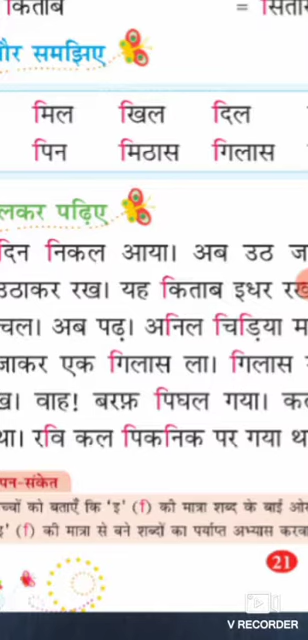 किताब = सिता
और समझिए
मिल खिल दिल
पिन मिठास गिलास
लकर पढ़िए
दिन निकल आया। अब उठ जा
उठाकर रख। यह किताब इधर रख
चल। अब पढ़। अनिल चिड़िया म
जाकर एक गिलास ला। गिलास
ख। वाह! बरफ़ पिघल गया। क
था। रवि कल पिकनिक पर गया थ
पन-संकेत
च्चों को बताएँ कि 'इ' (ि) की मात्रा शब्द के बाईं ओ
इ' (ि) की मात्रा से बने शब्दों का पर्याप्त अभ्यास करवा
21
V RECORDER